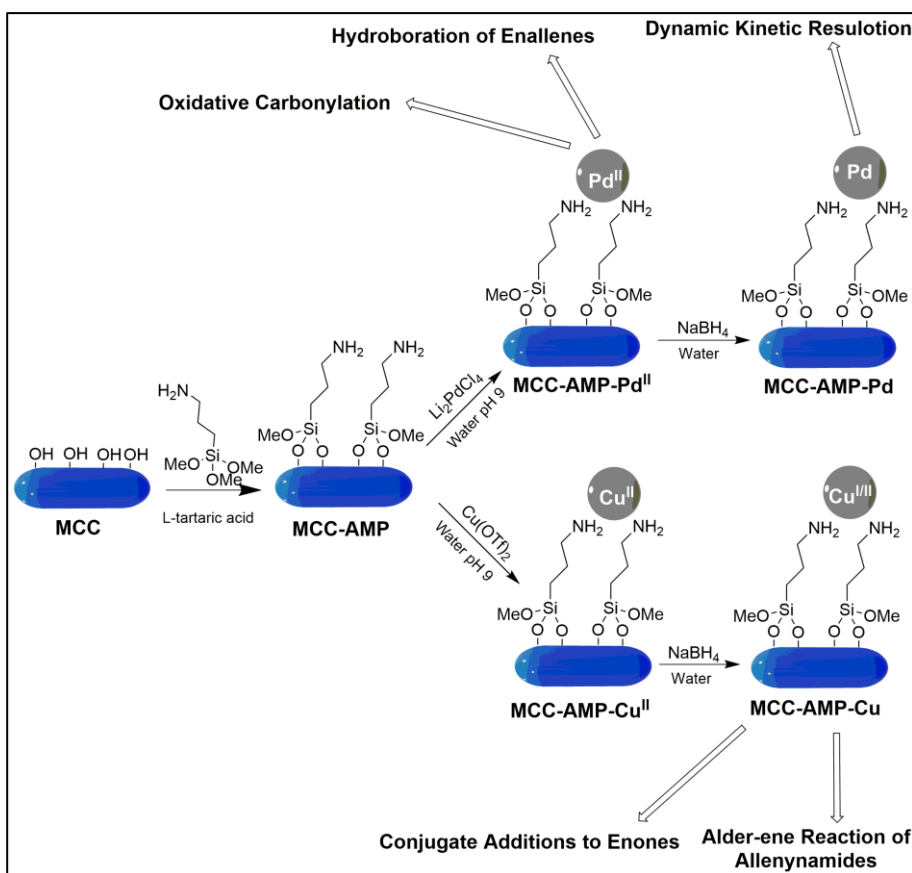 Hydroboration of Enallenes
Dynamic Kinetic Resulotion
Oxidative Carbonylation
Pd^II
Pd
NH2
NH2
NH2
NH2
MeO
Si
Si
OMe
MeO
Si
Si
OMe
O
O
O
O
O
O
O
O
NaBH4
Water
MCC-AMP-Pd^II
MCC-AMP-Pd
Li2PdCl4
Water pH 9
H2N
NH2
NH2
Si
MeO
OMe
OMe
MeO
Si
Si
OMe
OH
OH
OH
OH
O
O
O
O
L-tartaric acid
MCC
MCC-AMP
Cu(OTf)2
Water pH 9
Cu^II
Cu^I/II
NH2
NH2
NH2
NH2
MeO
Si
Si
OMe
MeO
Si
Si
OMe
O
O
O
O
O
O
O
O
NaBH4
Water
MCC-AMP-Cu^II
MCC-AMP-Cu
Conjugate Additions to Enones
Alder-ene Reaction of
Allenynamides